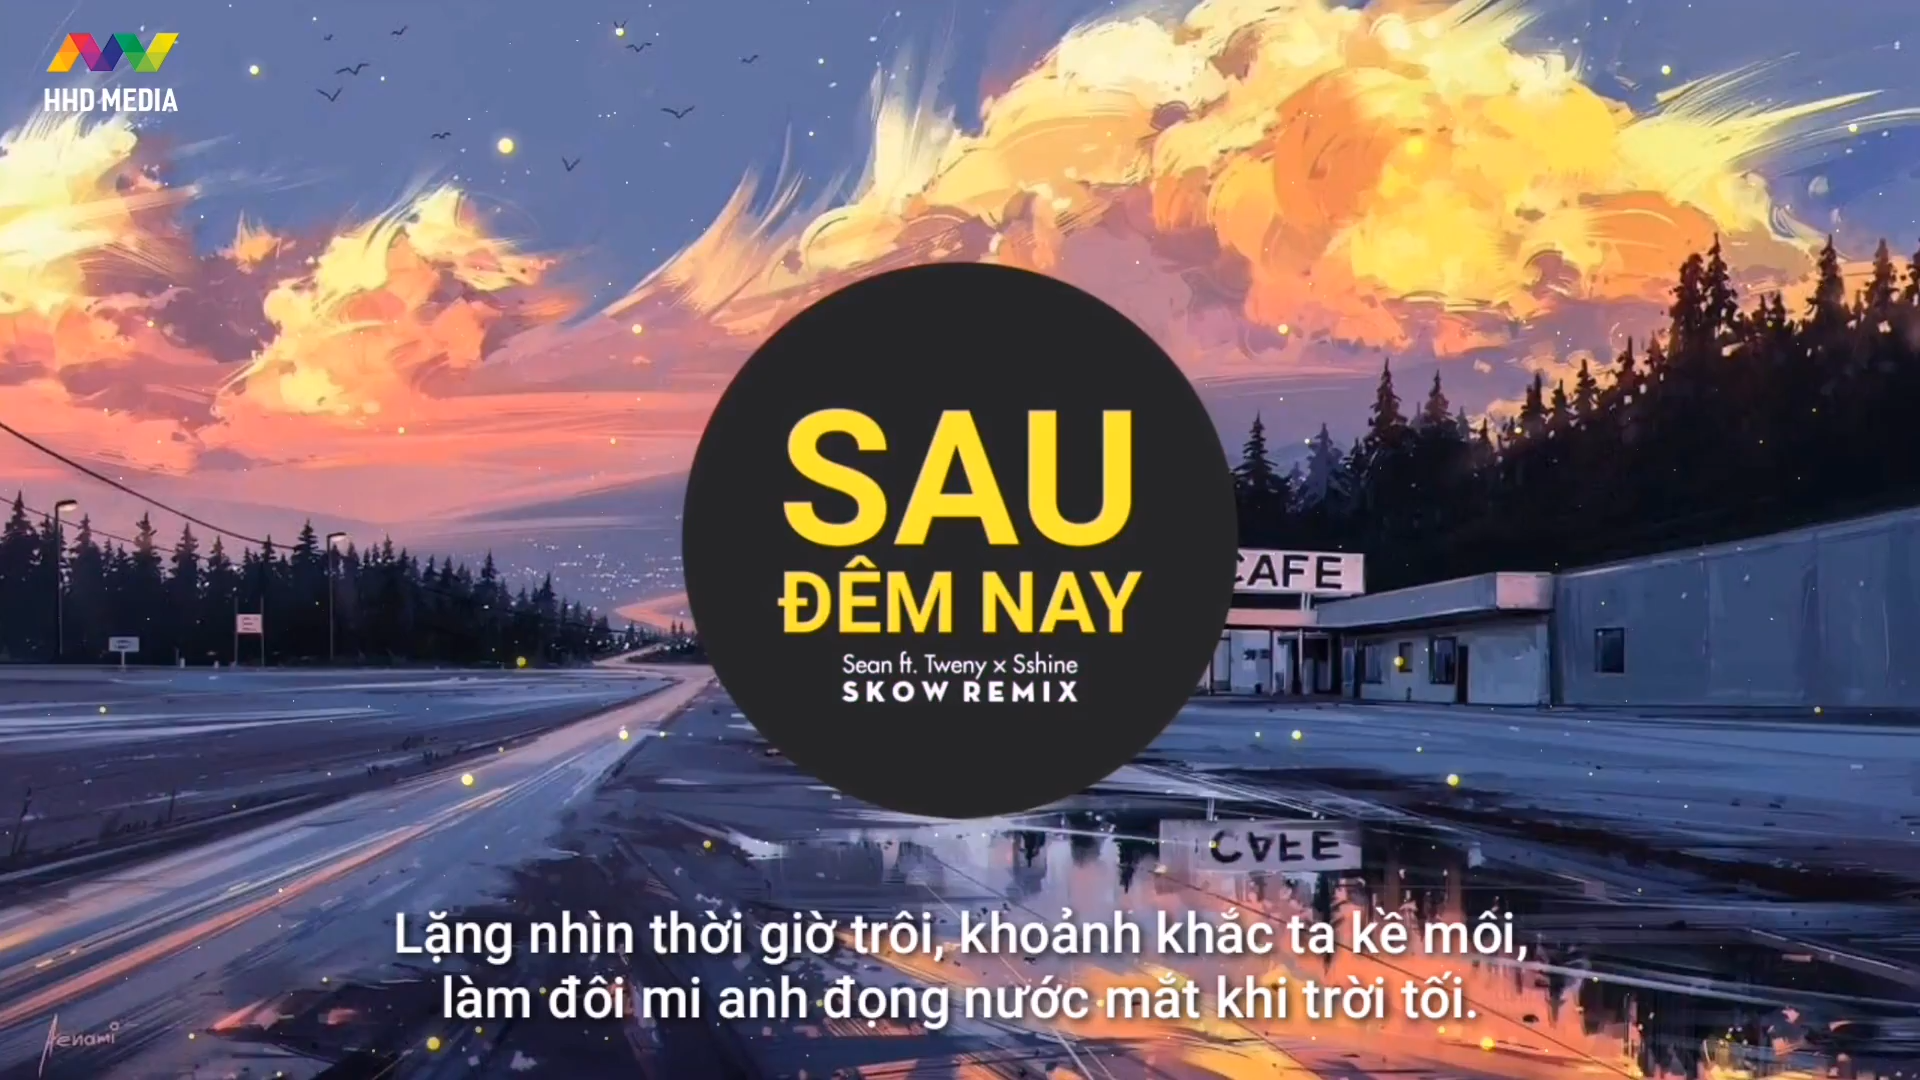 HHD MEDIA
SAU
ĐÊM NAY
Sean ft. Tweny x Sshine
SKOW REMIX
CAFE
CAFE
Lặng nhìn thời giờ trôi, khoảnh khắc ta kề môi,
làm đôi mi anh đọng nước mắt khi trời tối.
Aenami